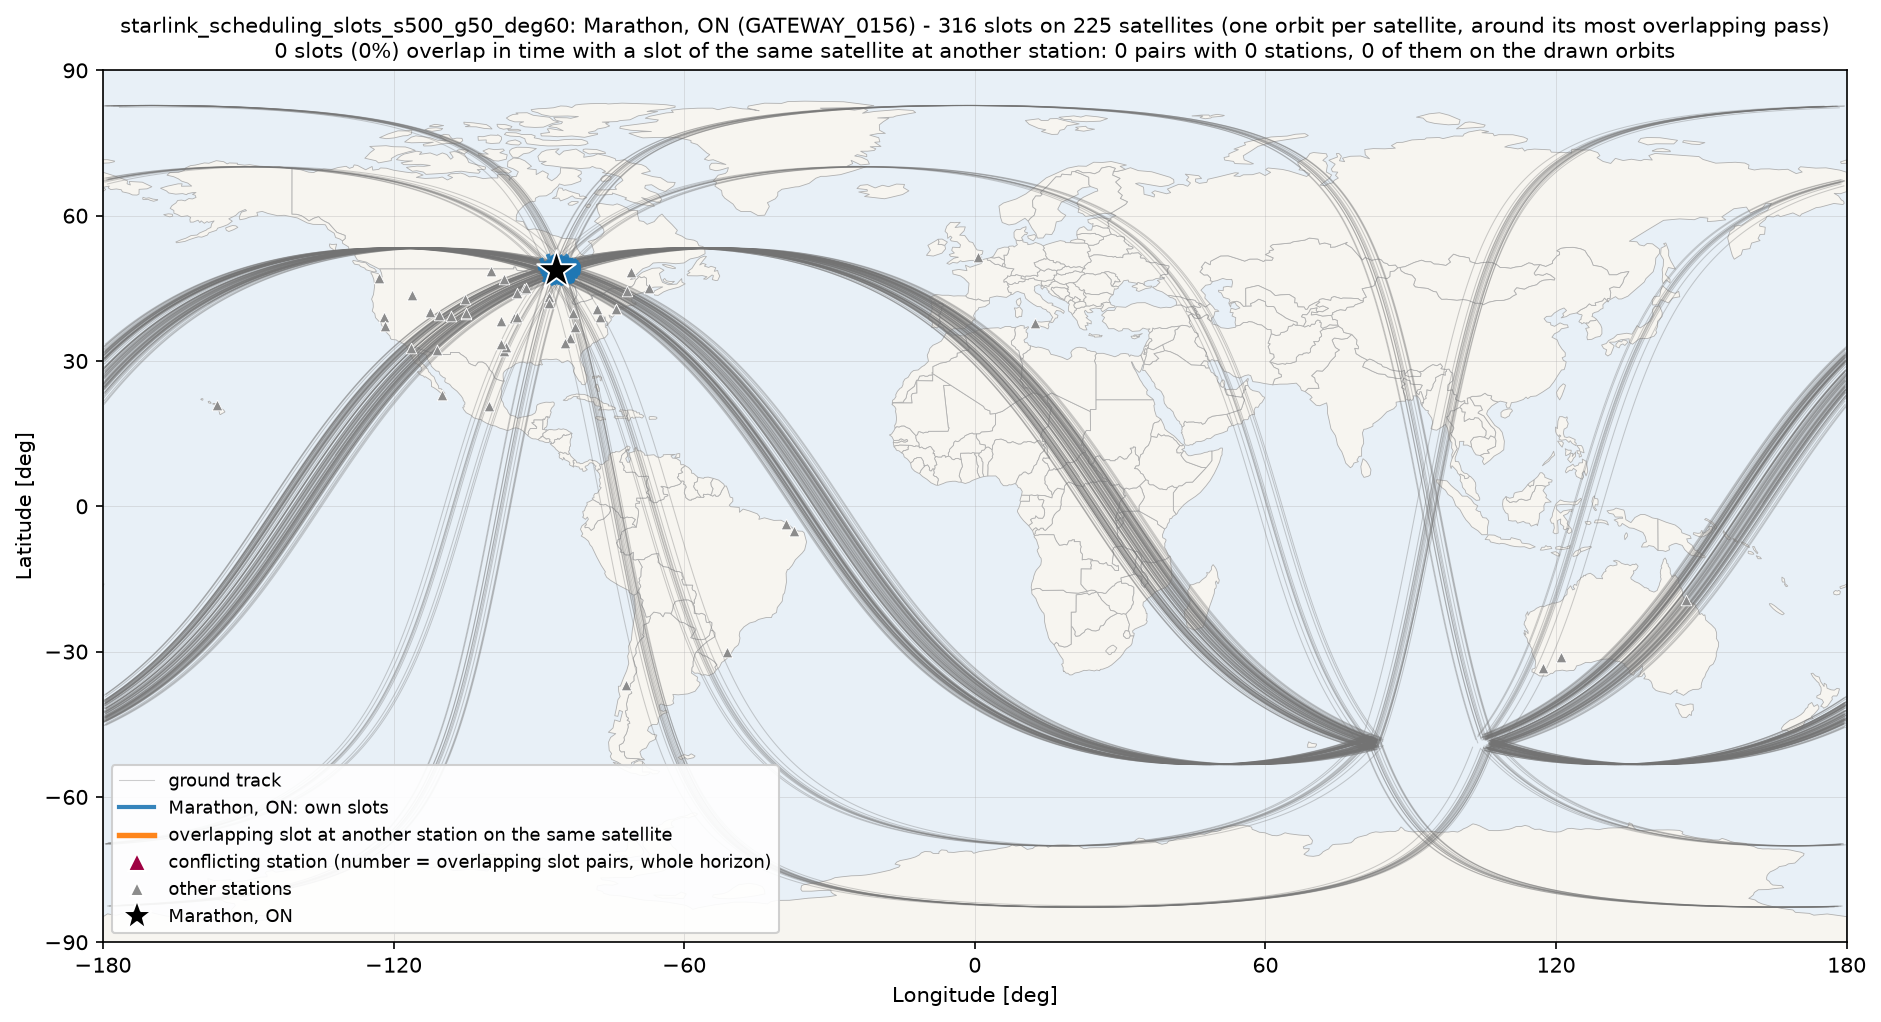 starlink_scheduling_slots_s500_g50_deg60: Marathon, ON (GATEWAY_0156) - 316 slots on 225 satellites (one orbit per satellite, around its most overlapping pass)
0 slots (0%) overlap in time with a slot of the same satellite at another station: 0 pairs with 0 stations, 0 of them on the drawn orbits
90
60
30
0
−30
−60
−90
Latitude [deg]
ground track
Marathon, ON: own slots
overlapping slot at another station on the same satellite
conflicting station (number = overlapping slot pairs, whole horizon)
other stations
Marathon, ON
−180
−120
−60
0
60
120
180
Longitude [deg]